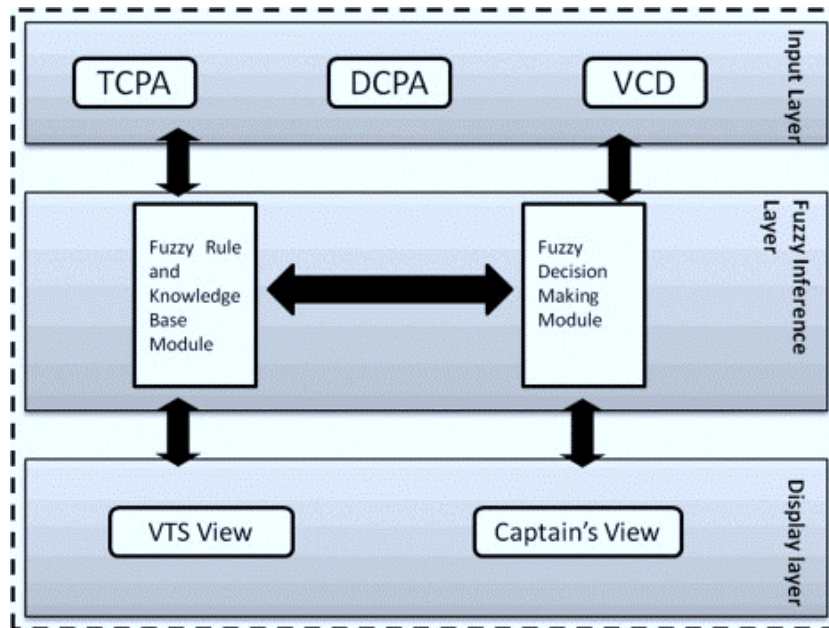 TCPA
DCPA
VCD
Input Layer
Fuzzy Rule
and
Knowledge
Base
Module
Fuzzy
Decision
Making
Module
Fuzzy Inference
Layer
VTS View
Captain's View
Display layer